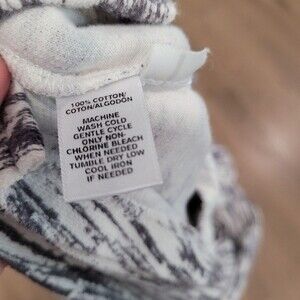 100% COTTON/
COTON/ALGODÓN
MACHINE
WASH COLD
GENTLE CYCLE
ONLY NON-
CHLORINE BLEACH
WHEN NEEDED
TUMBLE DRY LOW
COOL IRON
IF NEEDED